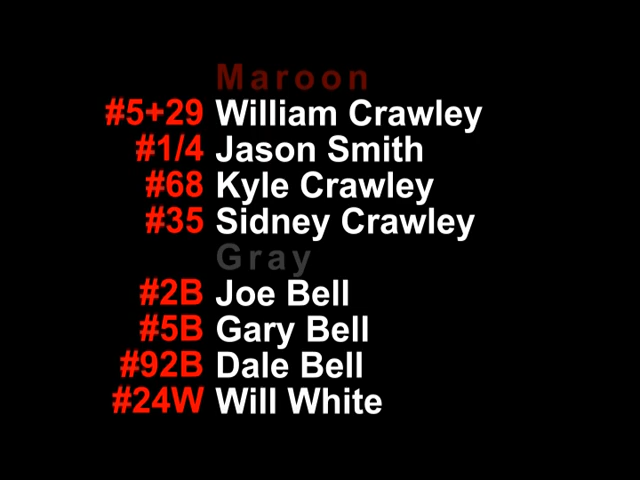 Maroon
#5+29 William Crawley
#1/4 Jason Smith
#68 Kyle Crawley
#35 Sidney Crawley
Gray
#2B Joe Bell
#5B Gary Bell
#92B Dale Bell
#24W Will White